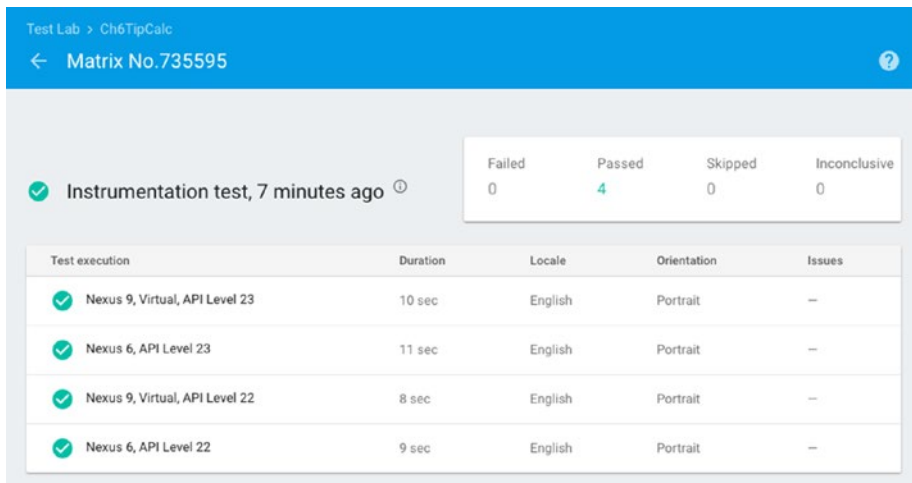 Test Lab > Ch6TipCalc
Matrix No.735595
Instrumentation test, 7 minutes ago
Failed Passed Skipped Inconclusive
0 4 0 0
Test execution Duration Locale Orientation Issues
Nexus 9, Virtual, API Level 23 10 sec English Portrait —
Nexus 6, API Level 23 11 sec English Portrait —
Nexus 9, Virtual, API Level 22 8 sec English Portrait —
Nexus 6, API Level 22 9 sec English Portrait —